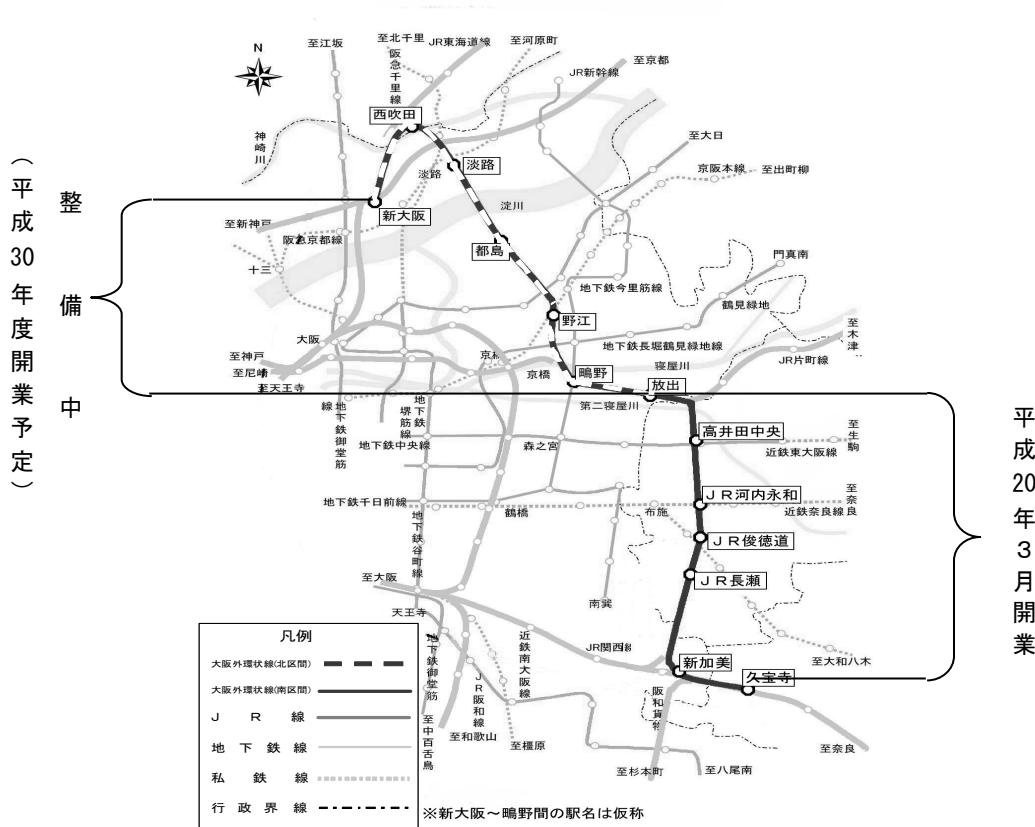 N
至江坂
至北千里
阪急千里線
JR東海道線
至河原町
JR新幹線
至京都
西吹田
神崎川
淡路
淡路
至大日
京阪本線
至出町柳
新大阪
淀川
至新神戸
阪急京都線
十三
都島
門真南
地下鉄今里筋線
鶴見緑地
野江
大阪
地下鉄長堀鶴見緑地線
至木津
JR片町線
至神戸
至尼崎
至天王寺
京橋
京橋
鴫野
寝屋川
放出
第二寝屋川
地下鉄御堂筋線
地下鉄堺筋線
地下鉄中央線
森之宮
高井田中央
近鉄東大阪線
至生駒
地下鉄千日前線
鶴橋
JR河内永和
布施
近鉄奈良線
至奈良
地下鉄谷町線
JR俊徳道
JR長瀬
至大阪
天王寺
南巽
JR関西線
新加美
久宝寺
至大和八木
地下鉄御堂筋
JR阪和線
近鉄南大阪線
阪和貨物
至中百舌鳥
至和歌山
至橿原
至杉本町
至八尾南
至奈良
整備中
(平成30年度開業予定)
平成20年3月開業
凡例
大阪外環状線(北区間)
大阪外環状線(南区間)
JR線
地下鉄線
私鉄線
行政界線
※新大阪~鴫野間の駅名は仮称